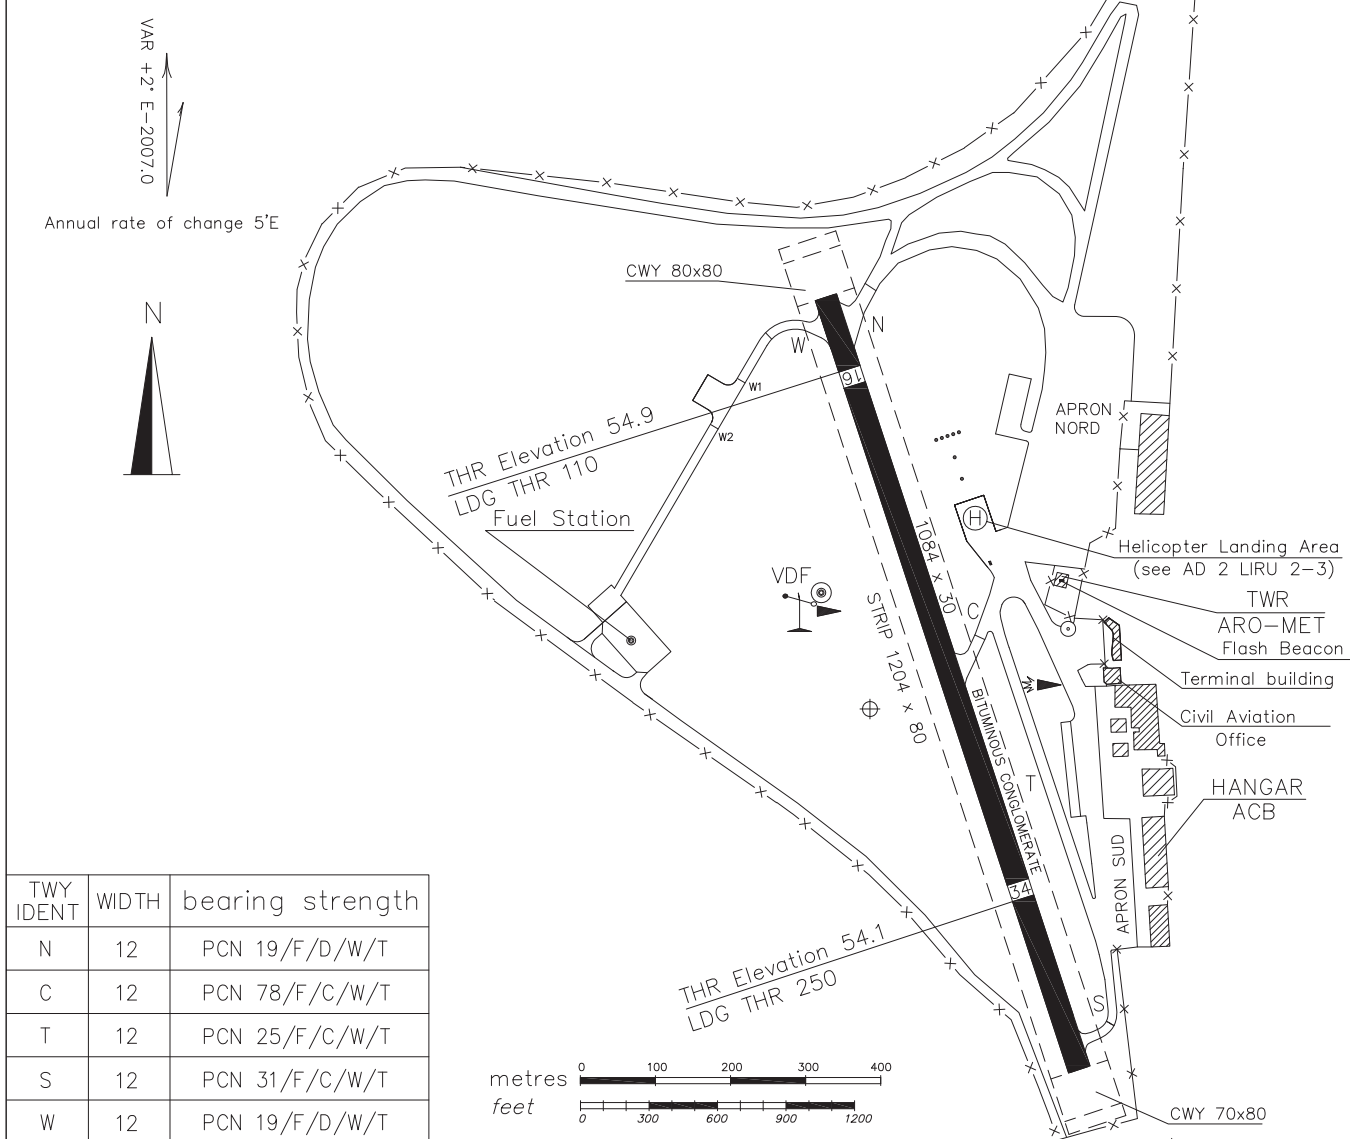 VAR +2° E-2007.0
Annual rate of change 5'E
N
CWY 80x80
N
W
W1
W2
16
THR Elevation 54.9
LDG THR 110
Fuel Station
APRON
NORD
H
Helicopter Landing Area
(see AD 2 LIRU 2-3)
TWR
ARO-MET
Flash Beacon
Terminal building
Civil Aviation
Office
HANGAR
ACB
VDF
1084 x 30
STRIP 1204 x 80
C
BITUMINOUS CONGLOMERATE
T
APRON SUD
34
THR Elevation 54.1
LDG THR 250
S
CWY 70x80
metres 0 100 200 300 400
feet 0 300 600 900 1200
TWY IDENT WIDTH bearing strength
N 12 PCN 19/F/D/W/T
C 12 PCN 78/F/C/W/T
T 12 PCN 25/F/C/W/T
S 12 PCN 31/F/C/W/T
W 12 PCN 19/F/D/W/T